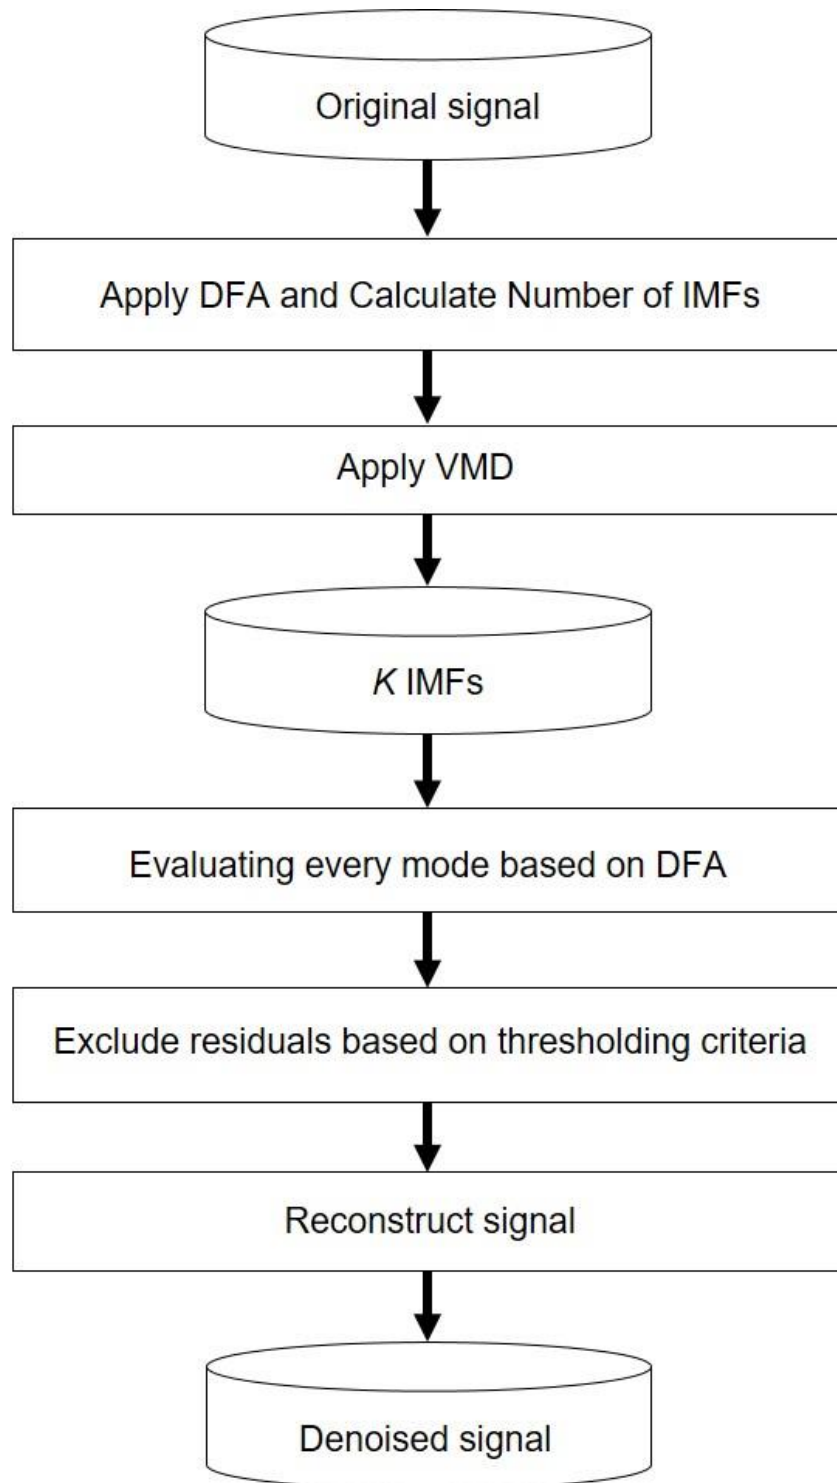 Original signal
Apply DFA and Calculate Number of IMFs
Apply VMD
K IMFs
Evaluating every mode based on DFA
Exclude residuals based on thresholding criteria
Reconstruct signal
Denoised signal